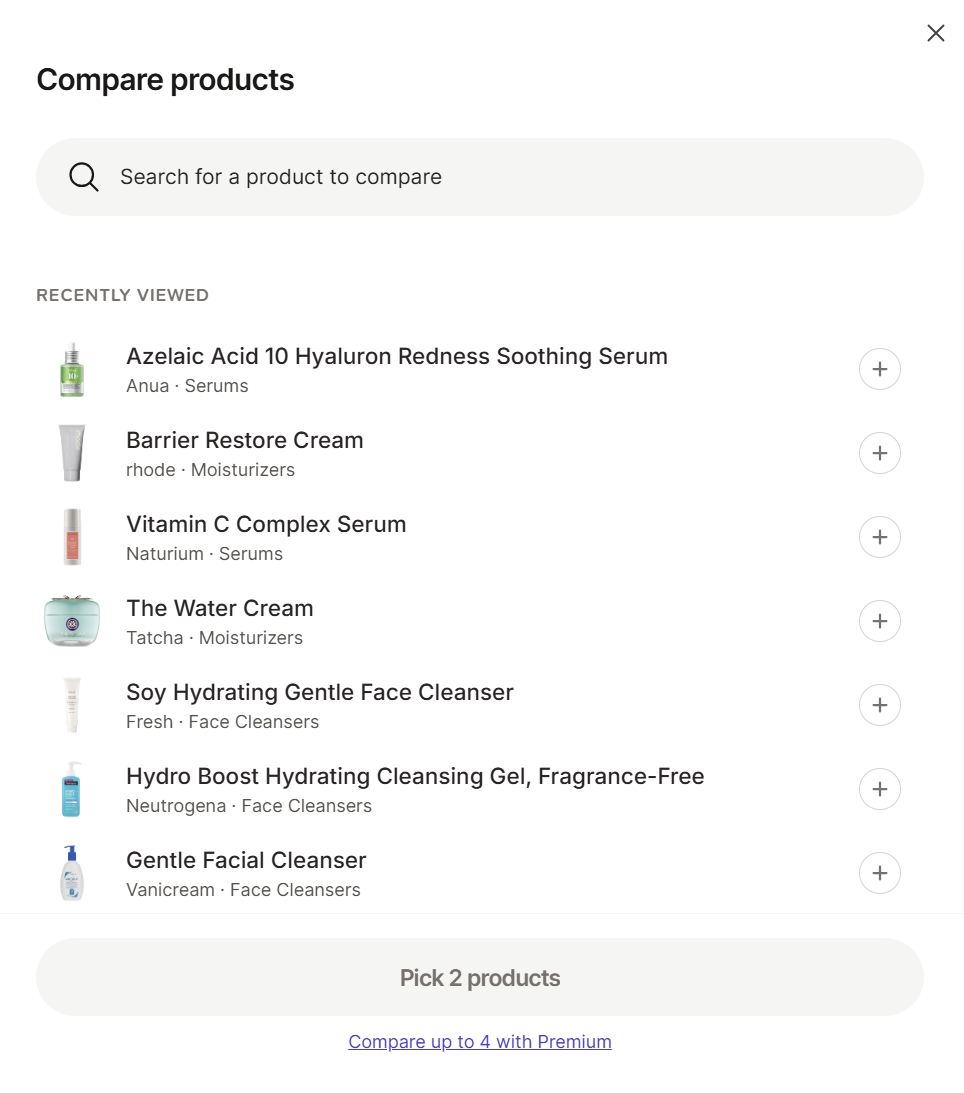 Compare products
Search for a product to compare
RECENTLY VIEWED
Azelaic Acid 10 Hyaluron Redness Soothing Serum
Anua · Serums
Barrier Restore Cream
rhode · Moisturizers
Vitamin C Complex Serum
Naturium · Serums
The Water Cream
Tatcha · Moisturizers
Soy Hydrating Gentle Face Cleanser
Fresh · Face Cleansers
Hydro Boost Hydrating Cleansing Gel, Fragrance-Free
Neutrogena · Face Cleansers
Gentle Facial Cleanser
Vanicream · Face Cleansers
Pick 2 products
Compare up to 4 with Premium